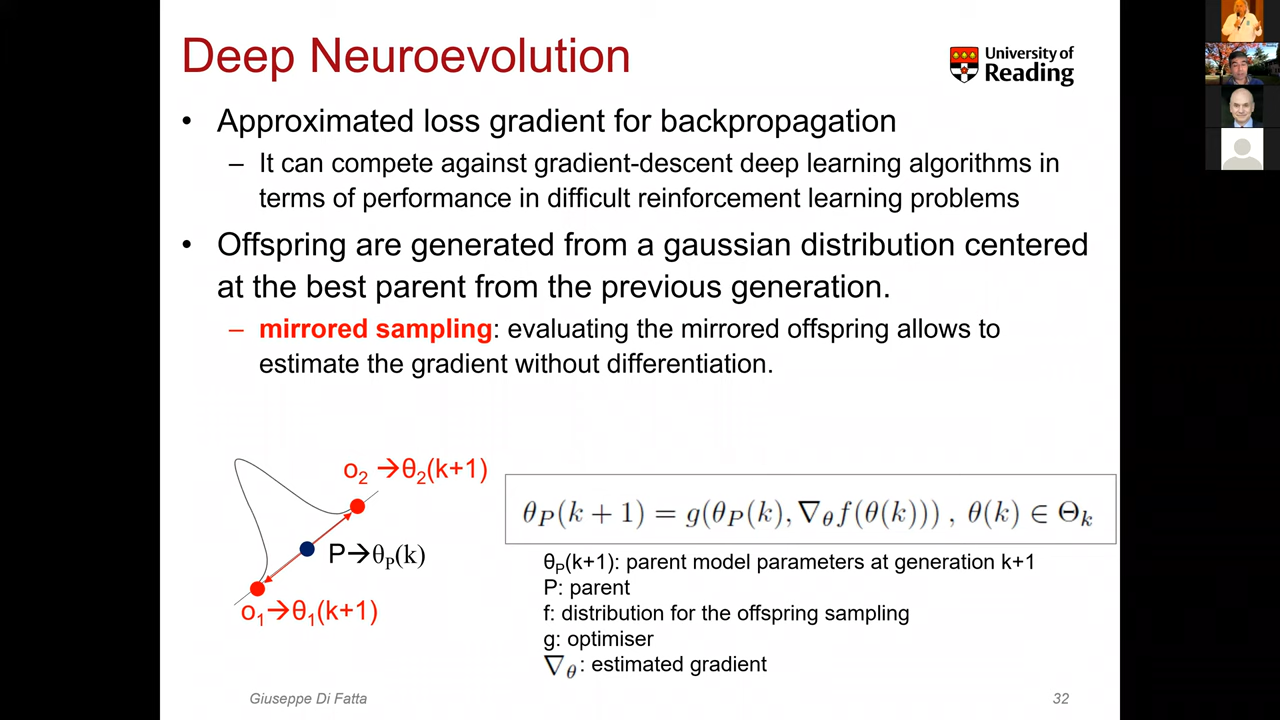 Deep Neuroevolution
University of
Reading
• Approximated loss gradient for backpropagation
– It can compete against gradient-descent deep learning algorithms in
terms of performance in difficult reinforcement learning problems
• Offspring are generated from a gaussian distribution centered
at the best parent from the previous generation.
– mirrored sampling: evaluating the mirrored offspring allows to
estimate the gradient without differentiation.
o₂ →θ₂(k+1)
P→θ_P(k)
o₁→θ₁(k+1)
θ_P(k + 1) = g(θ_P(k), ∇_θ f(θ(k))) , θ(k) ∈ Θ_k
θ_P(k+1): parent model parameters at generation k+1
P: parent
f: distribution for the offspring sampling
g: optimiser
∇_θ: estimated gradient
Giuseppe Di Fatta
32